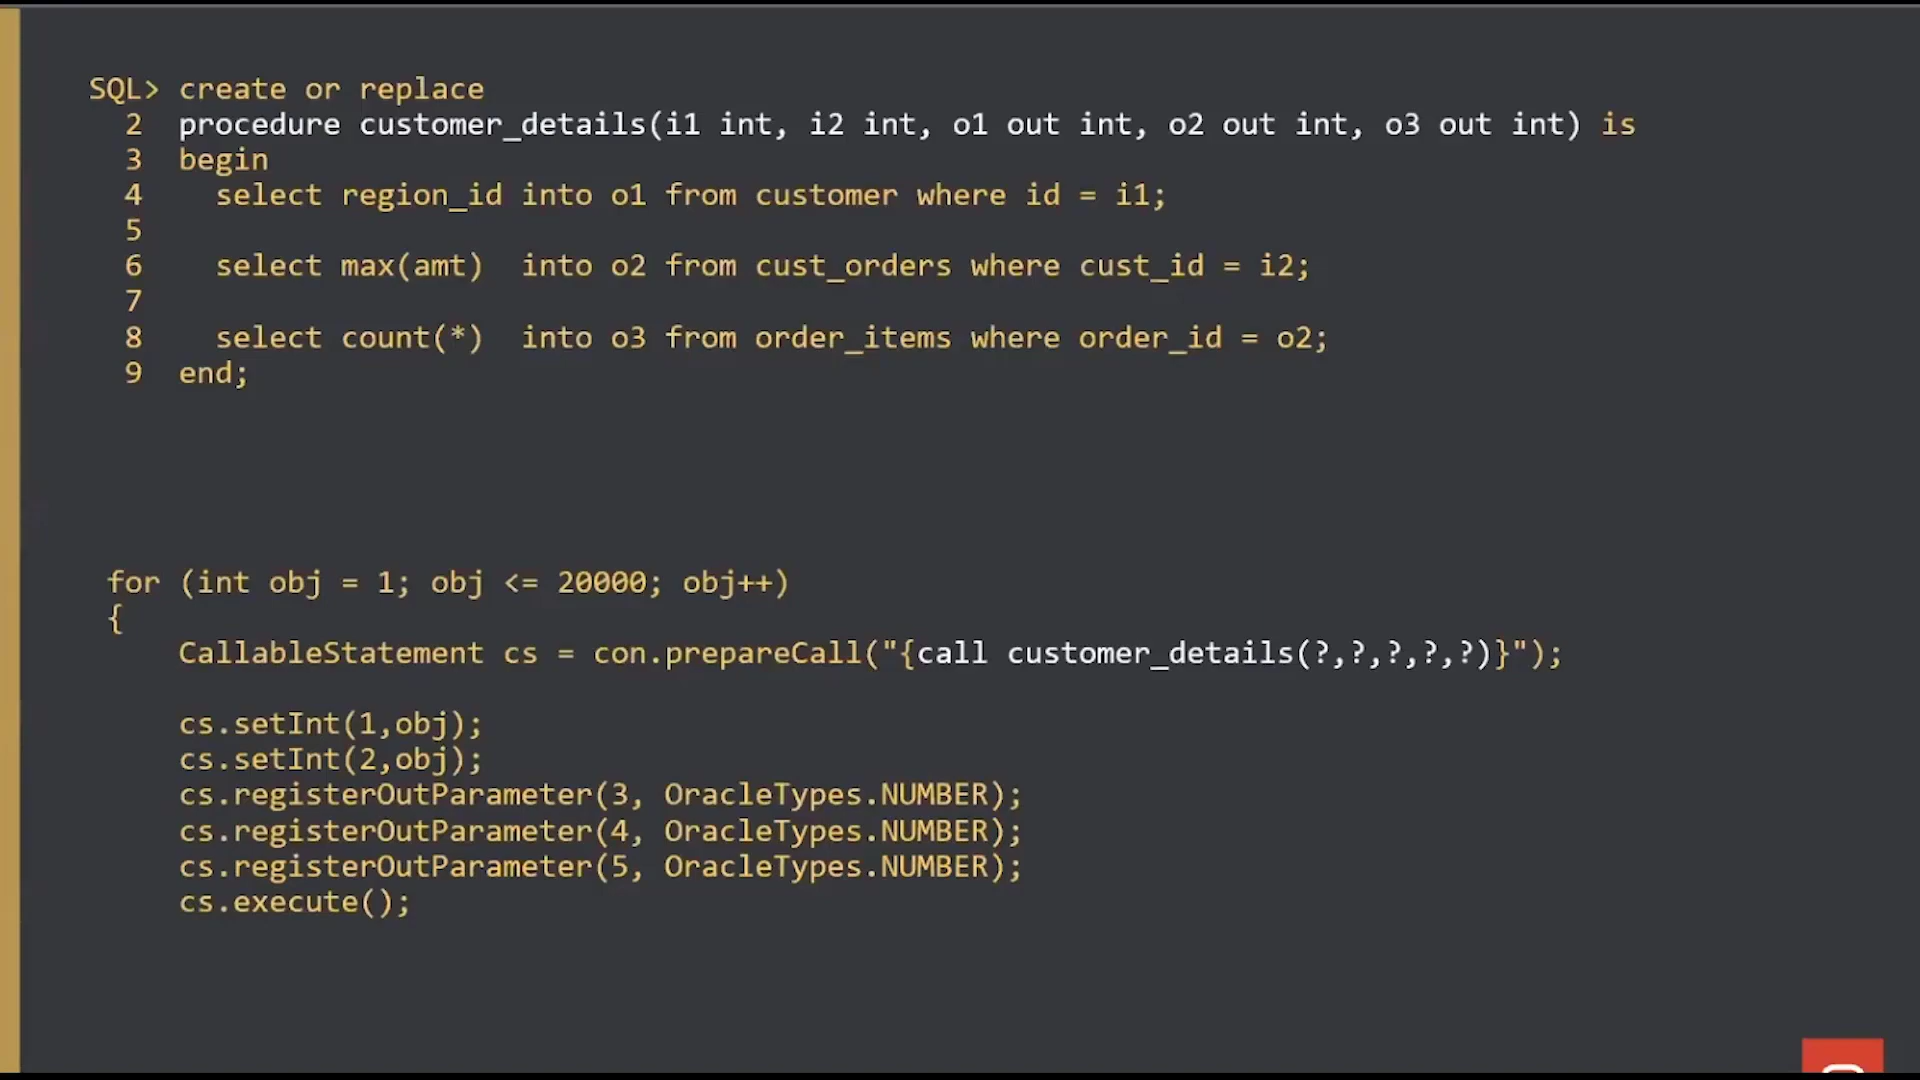 SQL> create or replace
2 procedure customer_details(i1 int, i2 int, o1 out int, o2 out int, o3 out int) is
3 begin
4 select region_id into o1 from customer where id = i1;
5
6 select max(amt) into o2 from cust_orders where cust_id = i2;
7
8 select count(*) into o3 from order_items where order_id = o2;
9 end;
for (int obj = 1; obj <= 20000; obj++)
{
CallableStatement cs = con.prepareCall("{call customer_details(?,?,?,?,?)}");
cs.setInt(1,obj);
cs.setInt(2,obj);
cs.registerOutParameter(3, OracleTypes.NUMBER);
cs.registerOutParameter(4, OracleTypes.NUMBER);
cs.registerOutParameter(5, OracleTypes.NUMBER);
cs.execute();